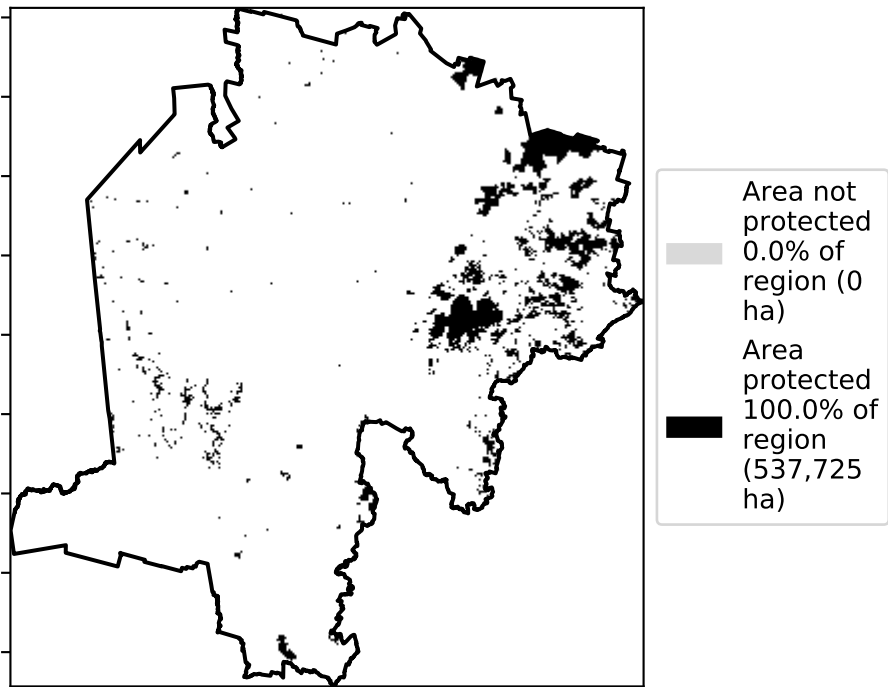 Area not
protected
0.0% of
region (0
ha)
Area
protected
100.0% of
region
(537,725
ha)